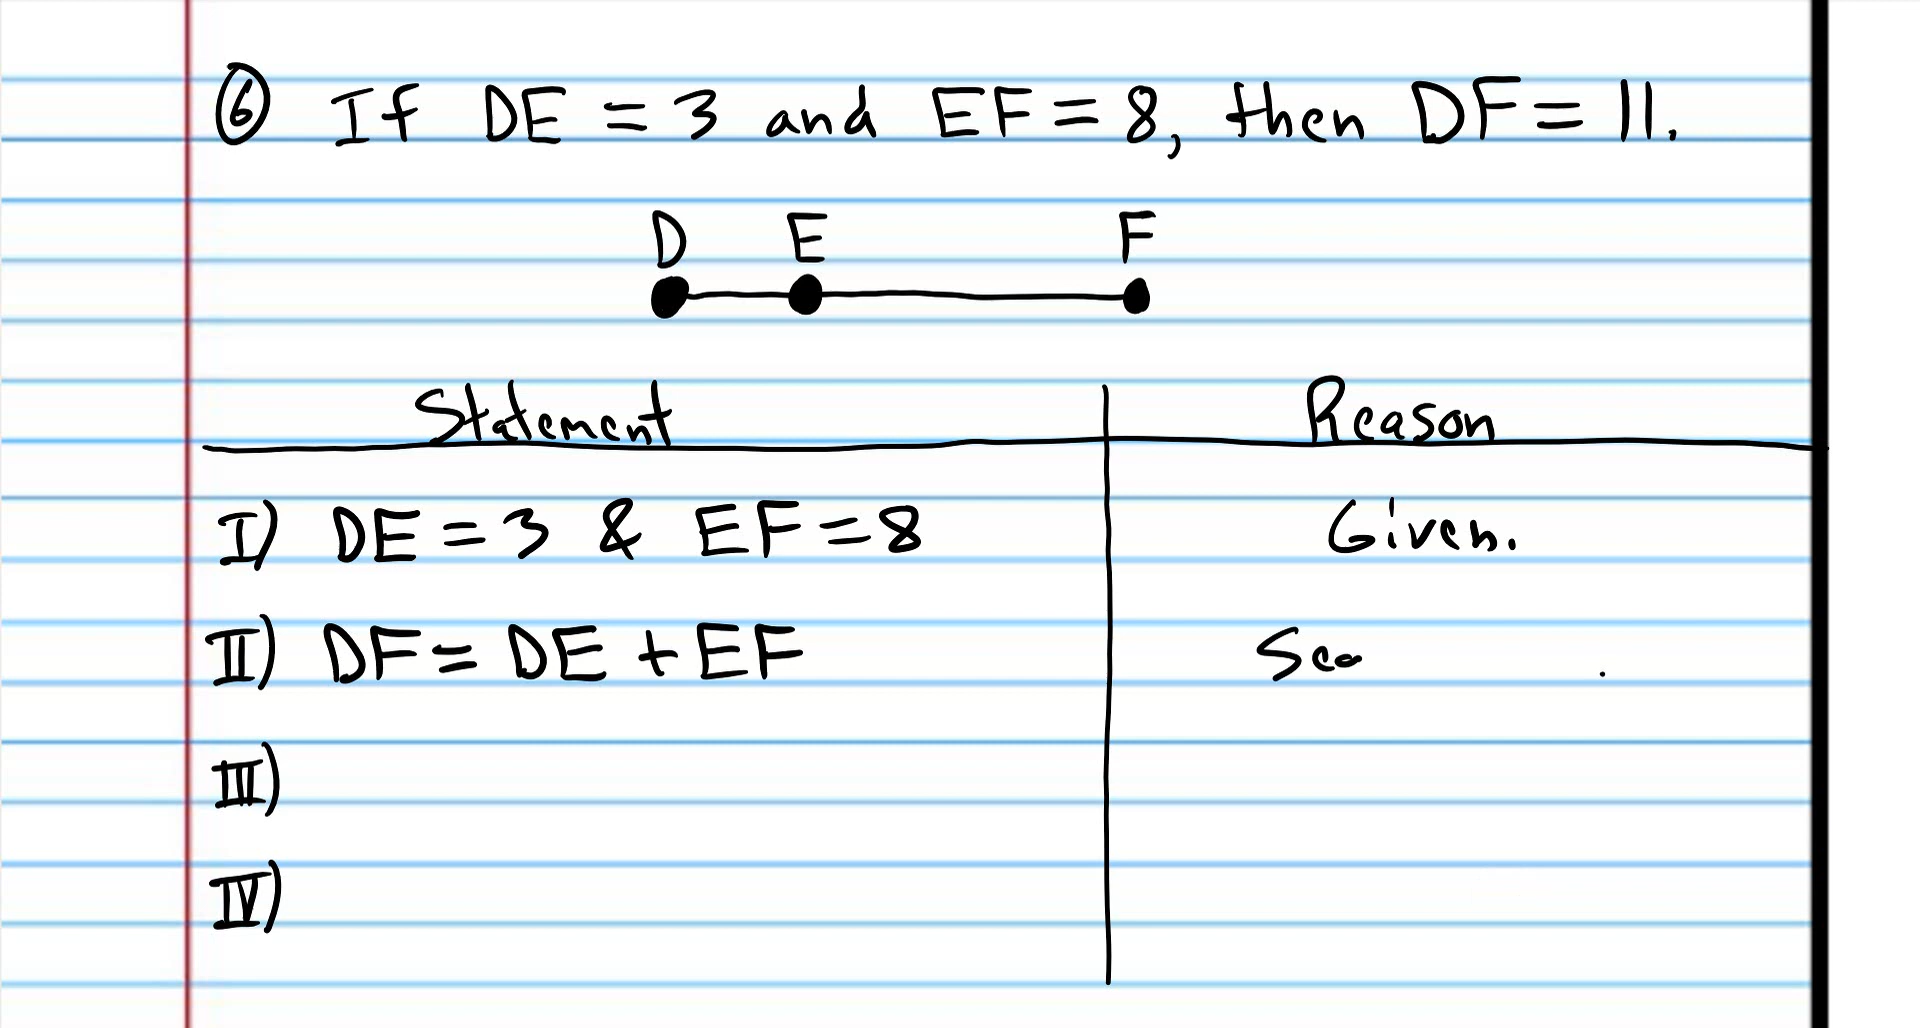 ⑥ If DE = 3 and EF = 8, then DF = 11.
D E F
Statement Reason
I) DE = 3 & EF = 8 Given.
II) DF = DE + EF
III)
IV)